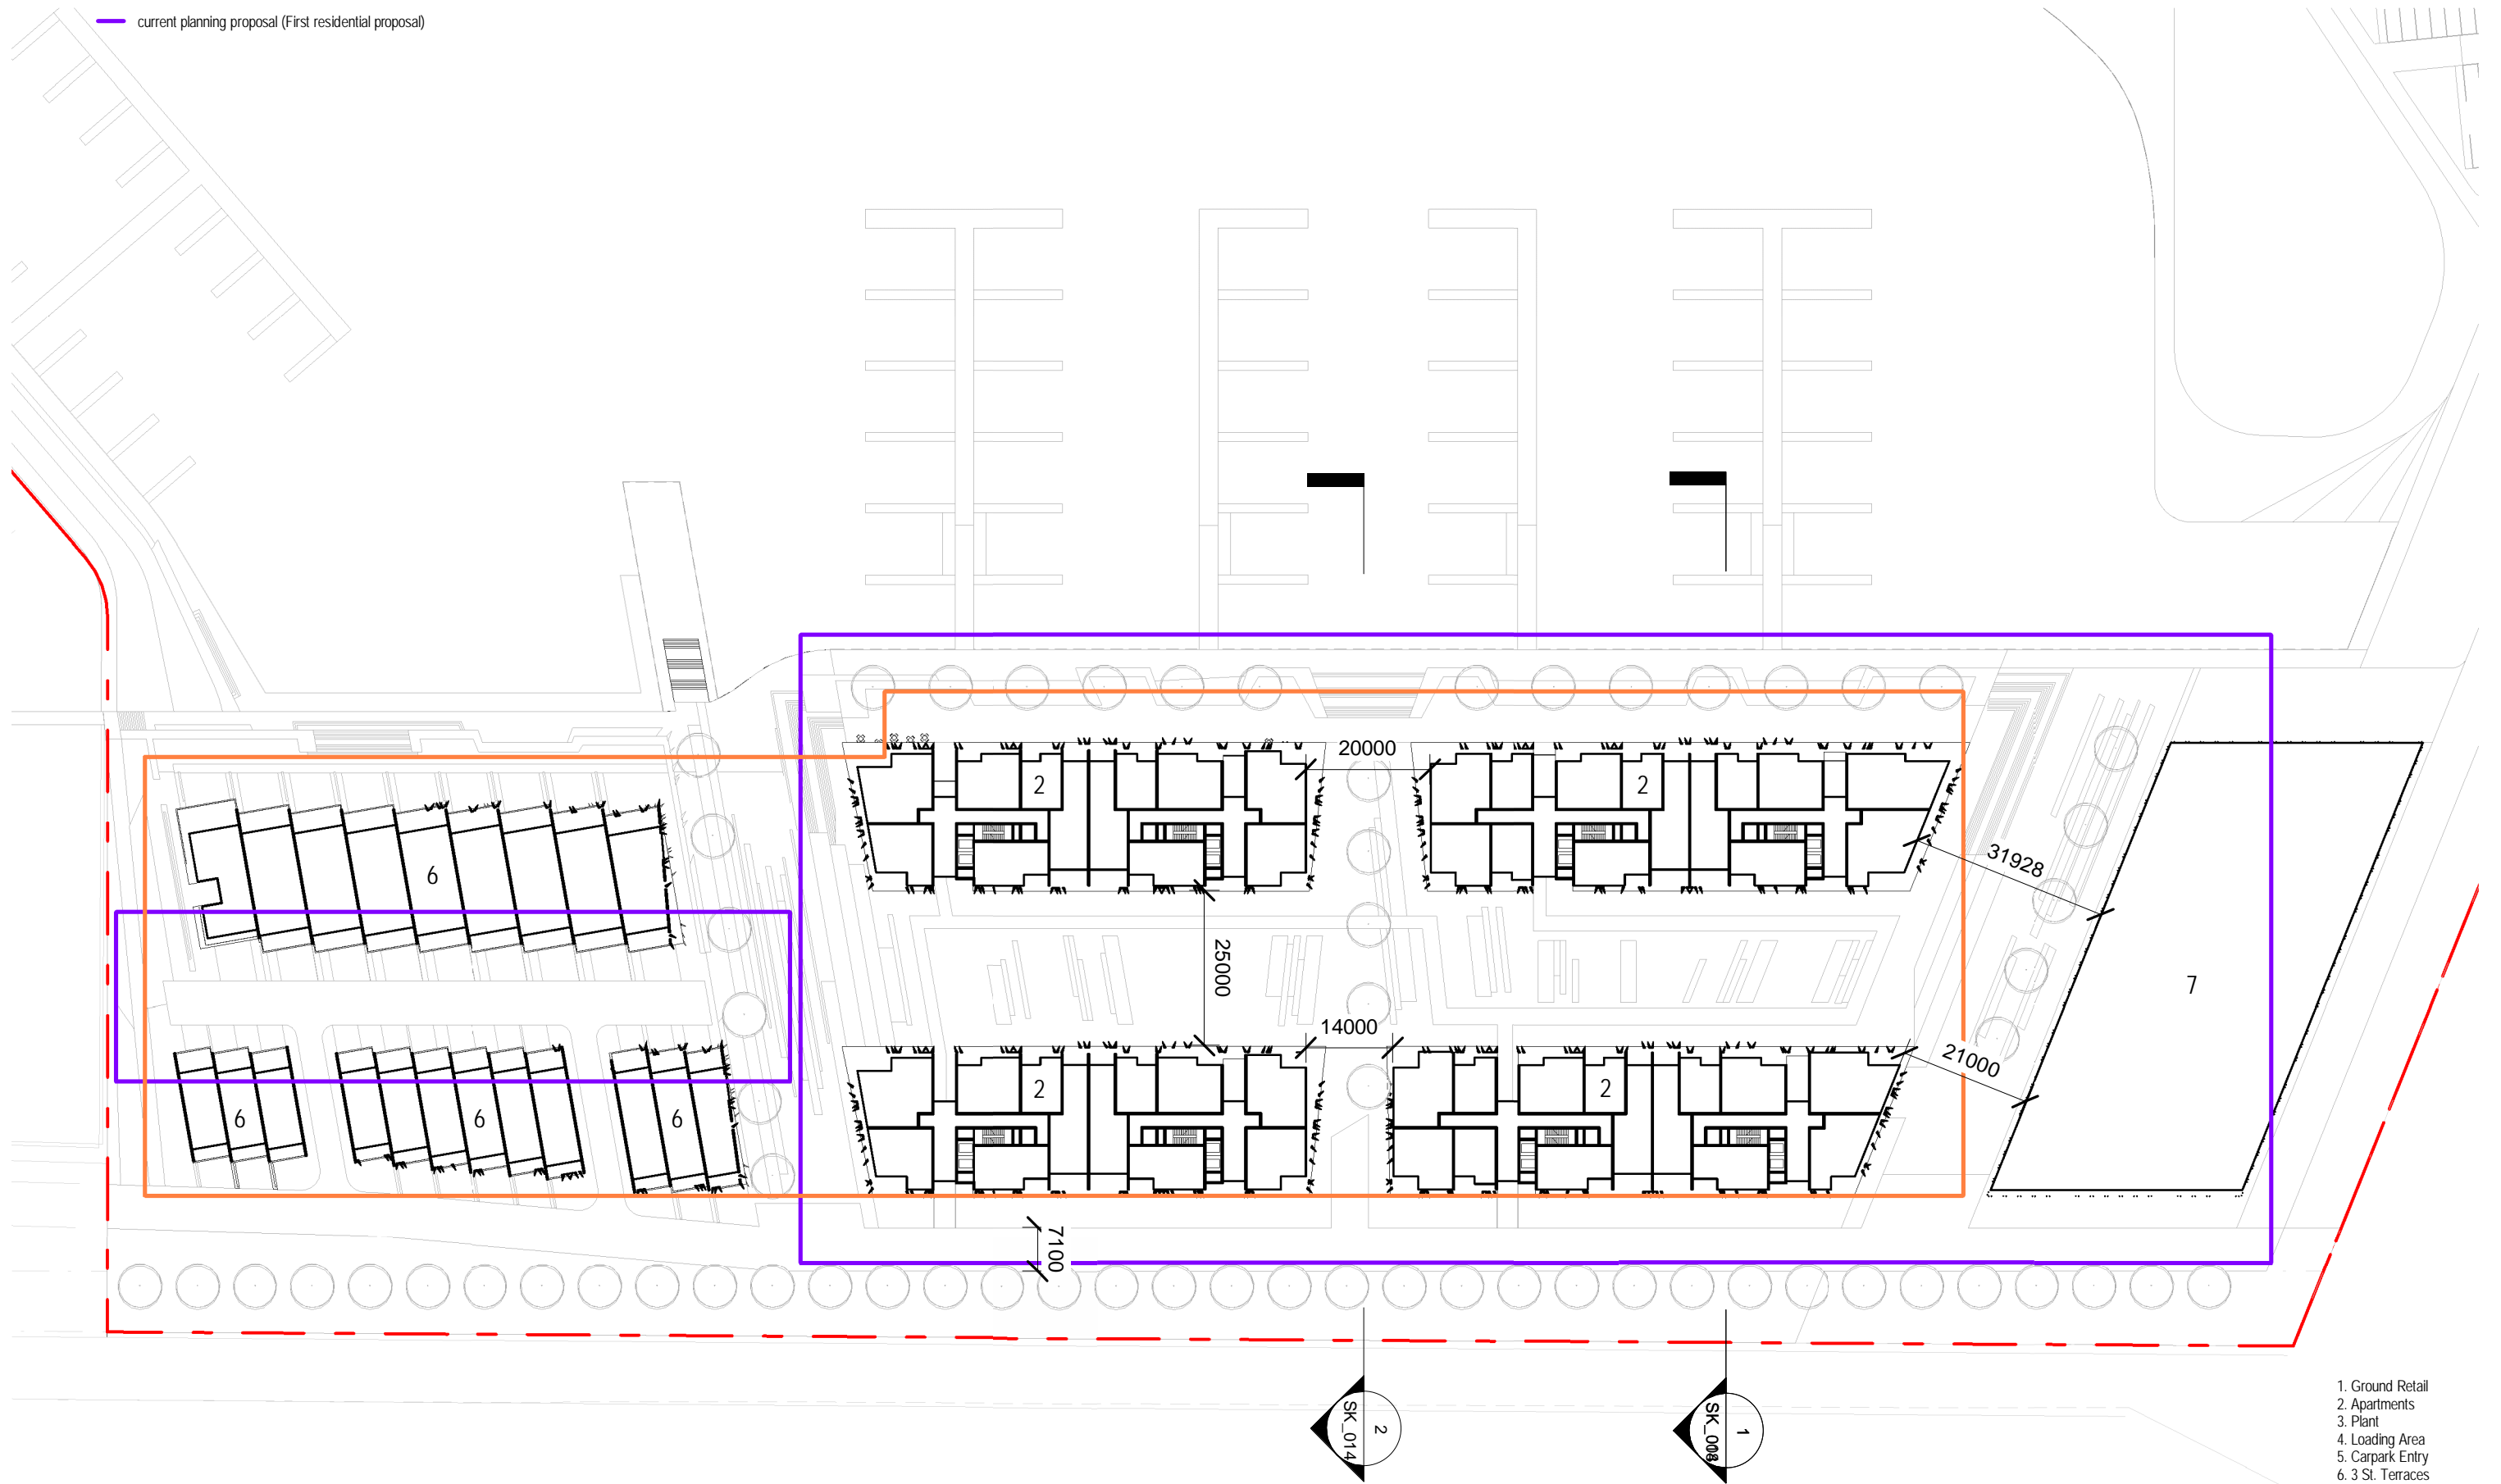 current planning proposal (First residential proposal)
20000
2
2
31928
6
25000
7
14000
21000
2
2
6
6
6
7100
2
SK_014
1
1. Ground Retail
2. Apartments
3. Plant
4. Loading Area
5. Carpark Entry
6. 3 St. Terraces